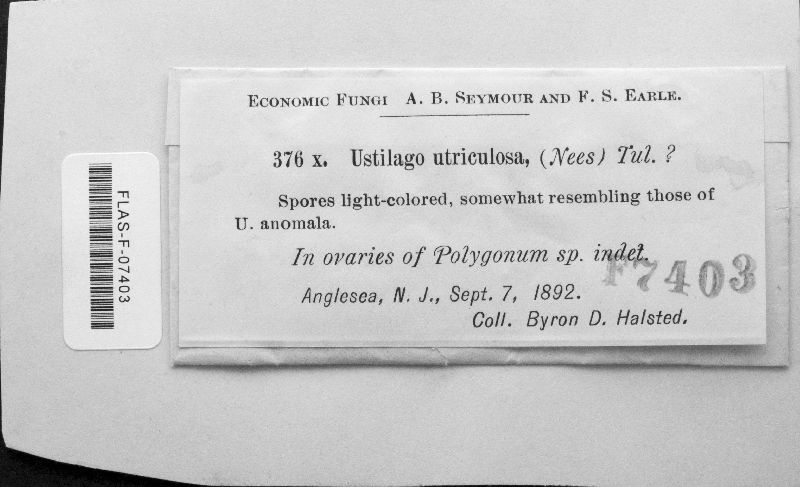 Economic Fungi A. B. Seymour and F. S. Earle.
376 x. Ustilago utriculosa, (Nees) Tul. ?
Spores light-colored, somewhat resembling those of
U. anomala.
In ovaries of Polygonum sp. indet.
F7403
Anglesea, N. J., Sept. 7, 1892.
Coll. Byron D. Halsted.
FLAS-F-07403